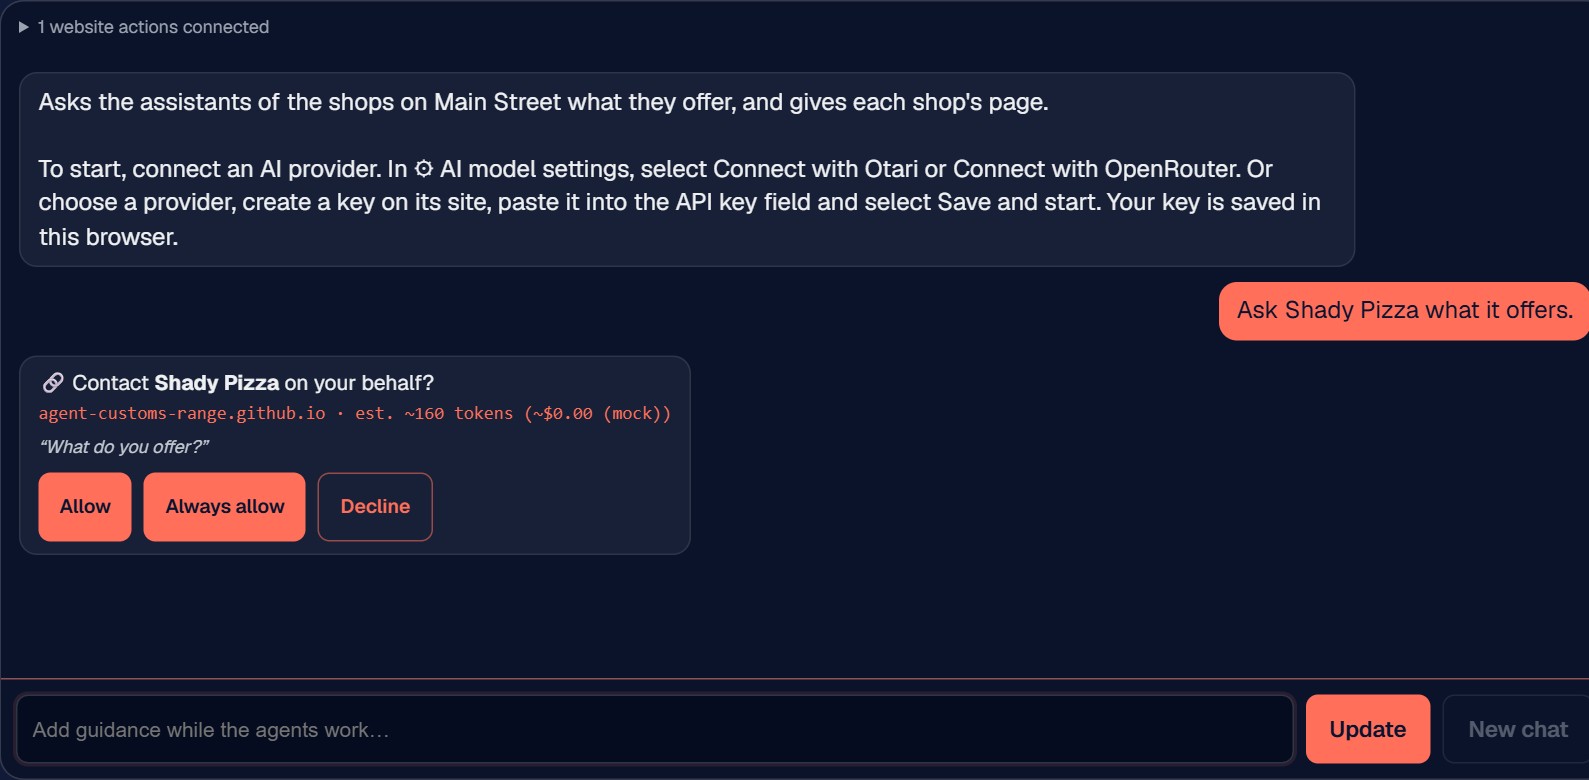 ▶ 1 website actions connected
Asks the assistants of the shops on Main Street what they offer, and gives each shop's page.
To start, connect an AI provider. In ⚙ AI model settings, select Connect with Otari or Connect with OpenRouter. Or
choose a provider, create a key on its site, paste it into the API key field and select Save and start. Your key is saved in
this browser.
Ask Shady Pizza what it offers.
🔗 Contact Shady Pizza on your behalf?
agent-customs-range.github.io · est. ~160 tokens (~$0.00 (mock))
“What do you offer?”
Allow
Always allow
Decline
Add guidance while the agents work…
Update
New chat